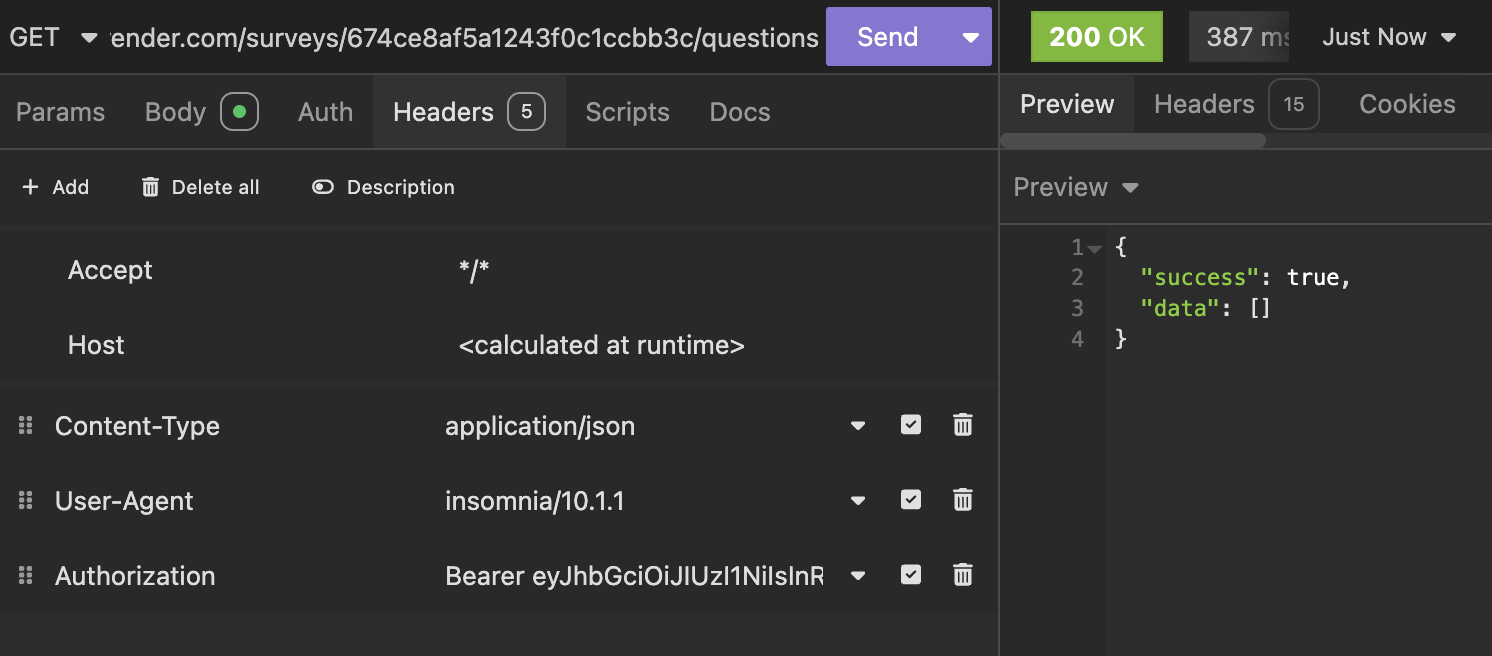 GET ender.com/surveys/674ce8af5a1243f0c1ccbb3c/questions Send 200 OK 387 ms Just Now
Params Body Auth Headers 5 Scripts Docs Preview Headers 15 Cookies
+ Add Delete all Description Preview
Accept */*
Host <calculated at runtime>
Content-Type application/json
User-Agent insomnia/10.1.1
Authorization Bearer eyJhbGciOiJIUzI1NiIsInR
1 {
2 "success": true,
3 "data": []
4 }